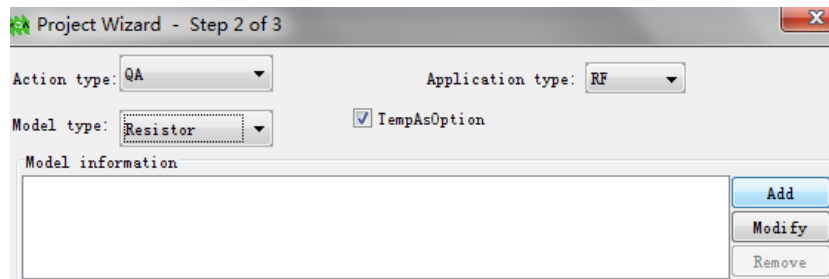 Project Wizard - Step 2 of 3
Action type: QA Application type: RF
Model type: Resistor TempAsOption
Model information
Add
Modify
Remove